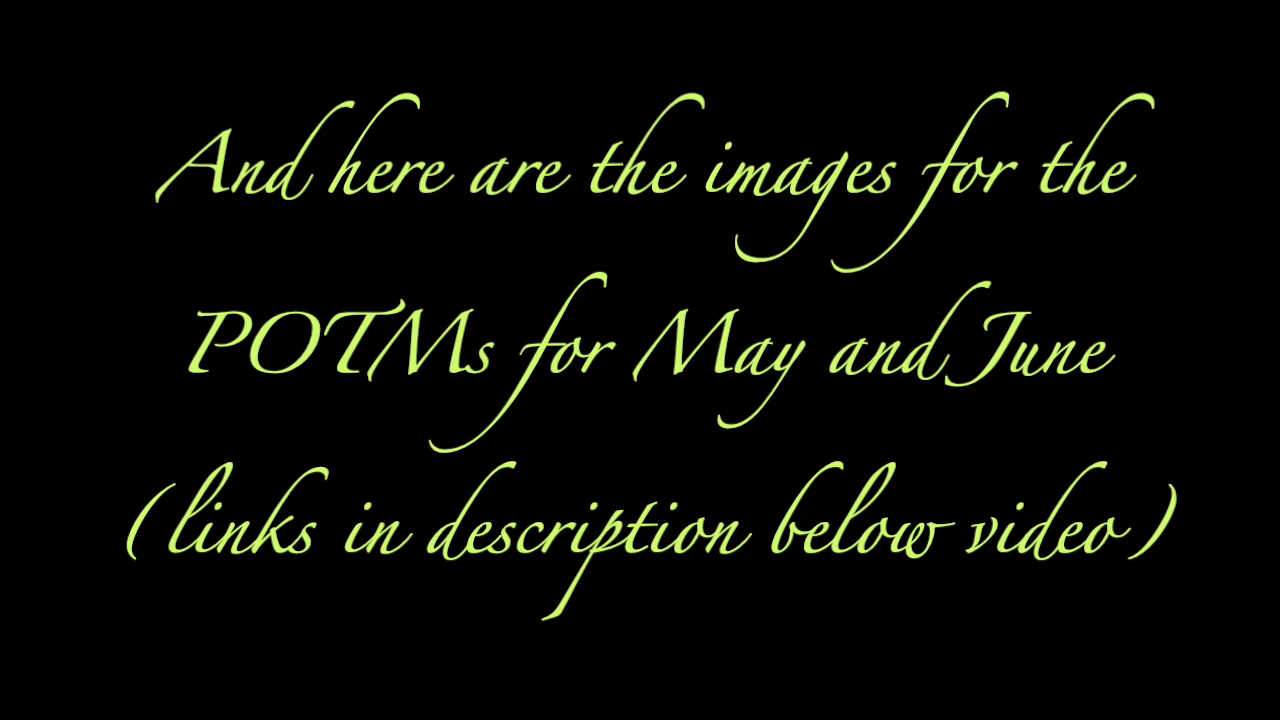 And here are the images for the
POTMs for May and June
(links in description below video)